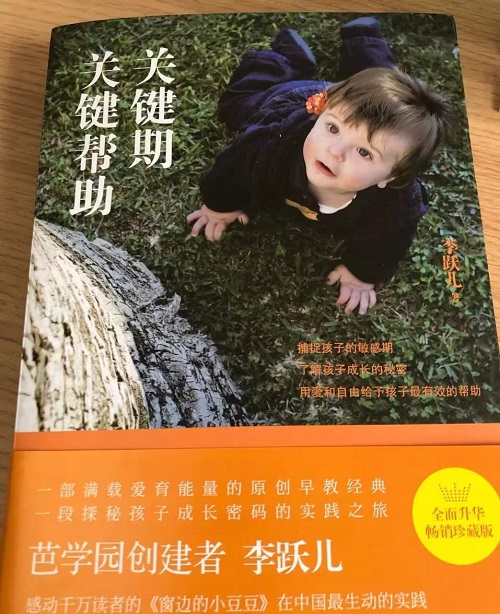 关键期
关键帮助
李跃儿 著
捕捉孩子的敏感期
了解孩子成长的秘密
用爱和自由给予孩子最有效的帮助
一部满载爱育能量的原创早教经典
一段探秘孩子成长密码的实践之旅
全面升华
畅销珍藏版
芭学园创建者 李跃儿
感动千万读者的《窗边的小豆豆》在中国最生动的实践